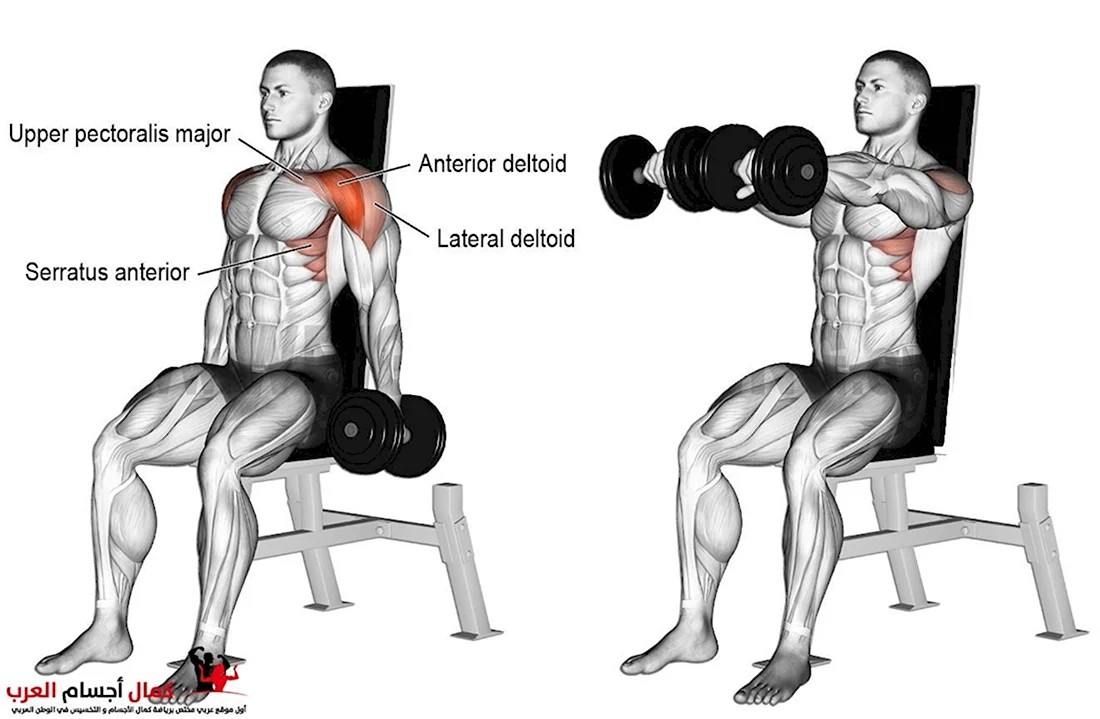 Upper pectoralis major
Anterior deltoid
Lateral deltoid
Serratus anterior
كمال أجسام العرب
أول موقع عربي مختص برياضة كمال الأجسام و التخسيس في الوطن العربي